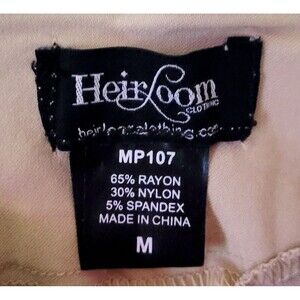 Heirloom
CLOTHING
heirloomclothing.com
MP107
65% RAYON
30% NYLON
5% SPANDEX
MADE IN CHINA
M